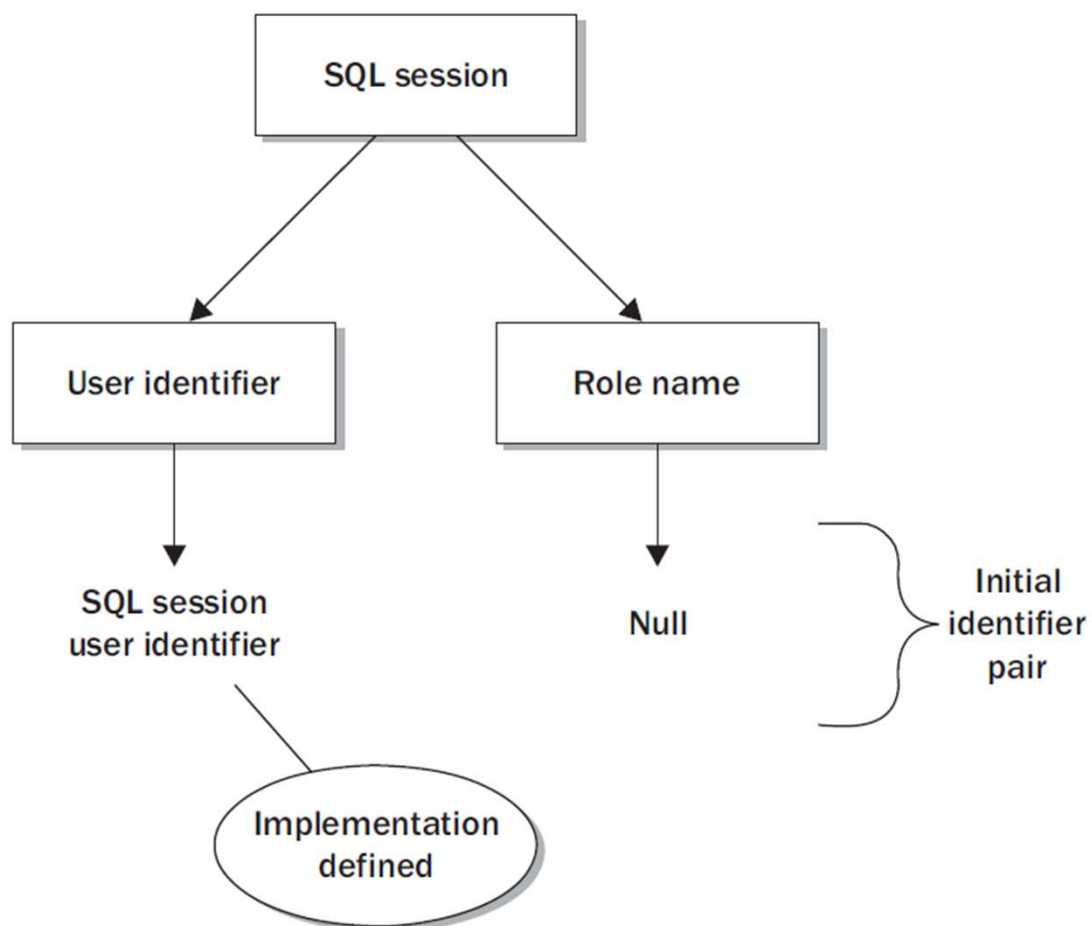 SQL session
User identifier
Role name
SQL session
user identifier
Null
Initial
identifier
pair
Implementation
defined